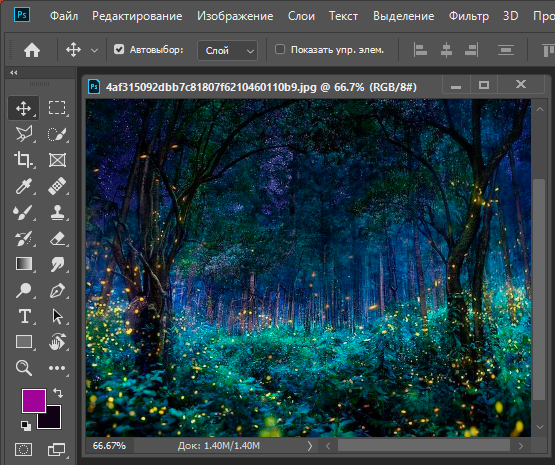 Ps Файл Редактирование Изображение Слои Текст Выделение Фильтр 3D
Автовыбор: Слой Показать упр. элем.
Ps 4af315092dbb7c81807f6210460110b9.jpg @ 66.7% (RGB/8#)
T
66.67% Док: 1.40M/1.40M